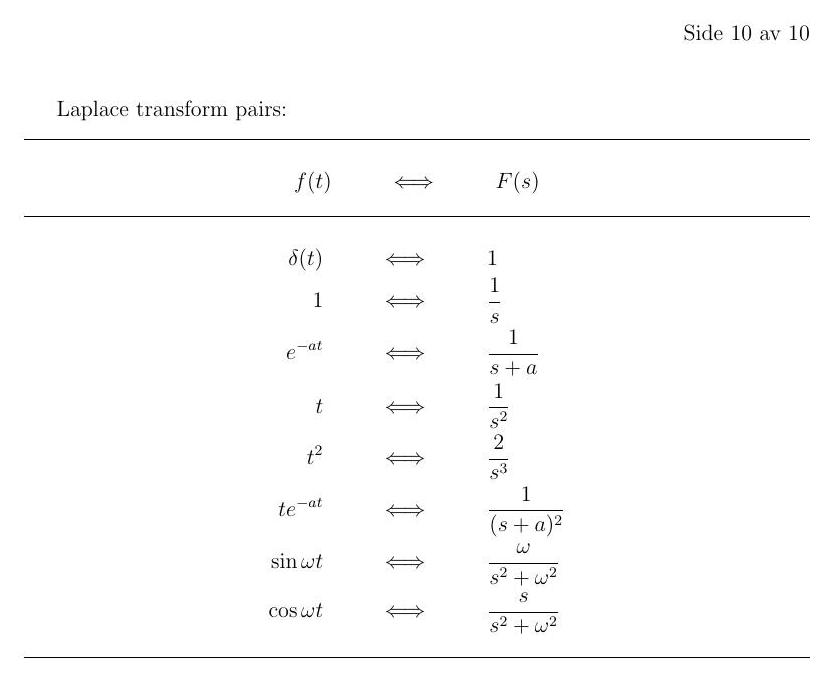 Side 10 av 10
Laplace transform pairs:
f(t) ⟺ F(s)
δ(t) ⟺ 1
1 ⟺ 1/s
e^{-at} ⟺ 1/(s + a)
t ⟺ 1/s^2
t^2 ⟺ 2/s^3
te^{-at} ⟺ 1/(s + a)^2
sin ωt ⟺ ω/(s^2 + ω^2)
cos ωt ⟺ s/(s^2 + ω^2)